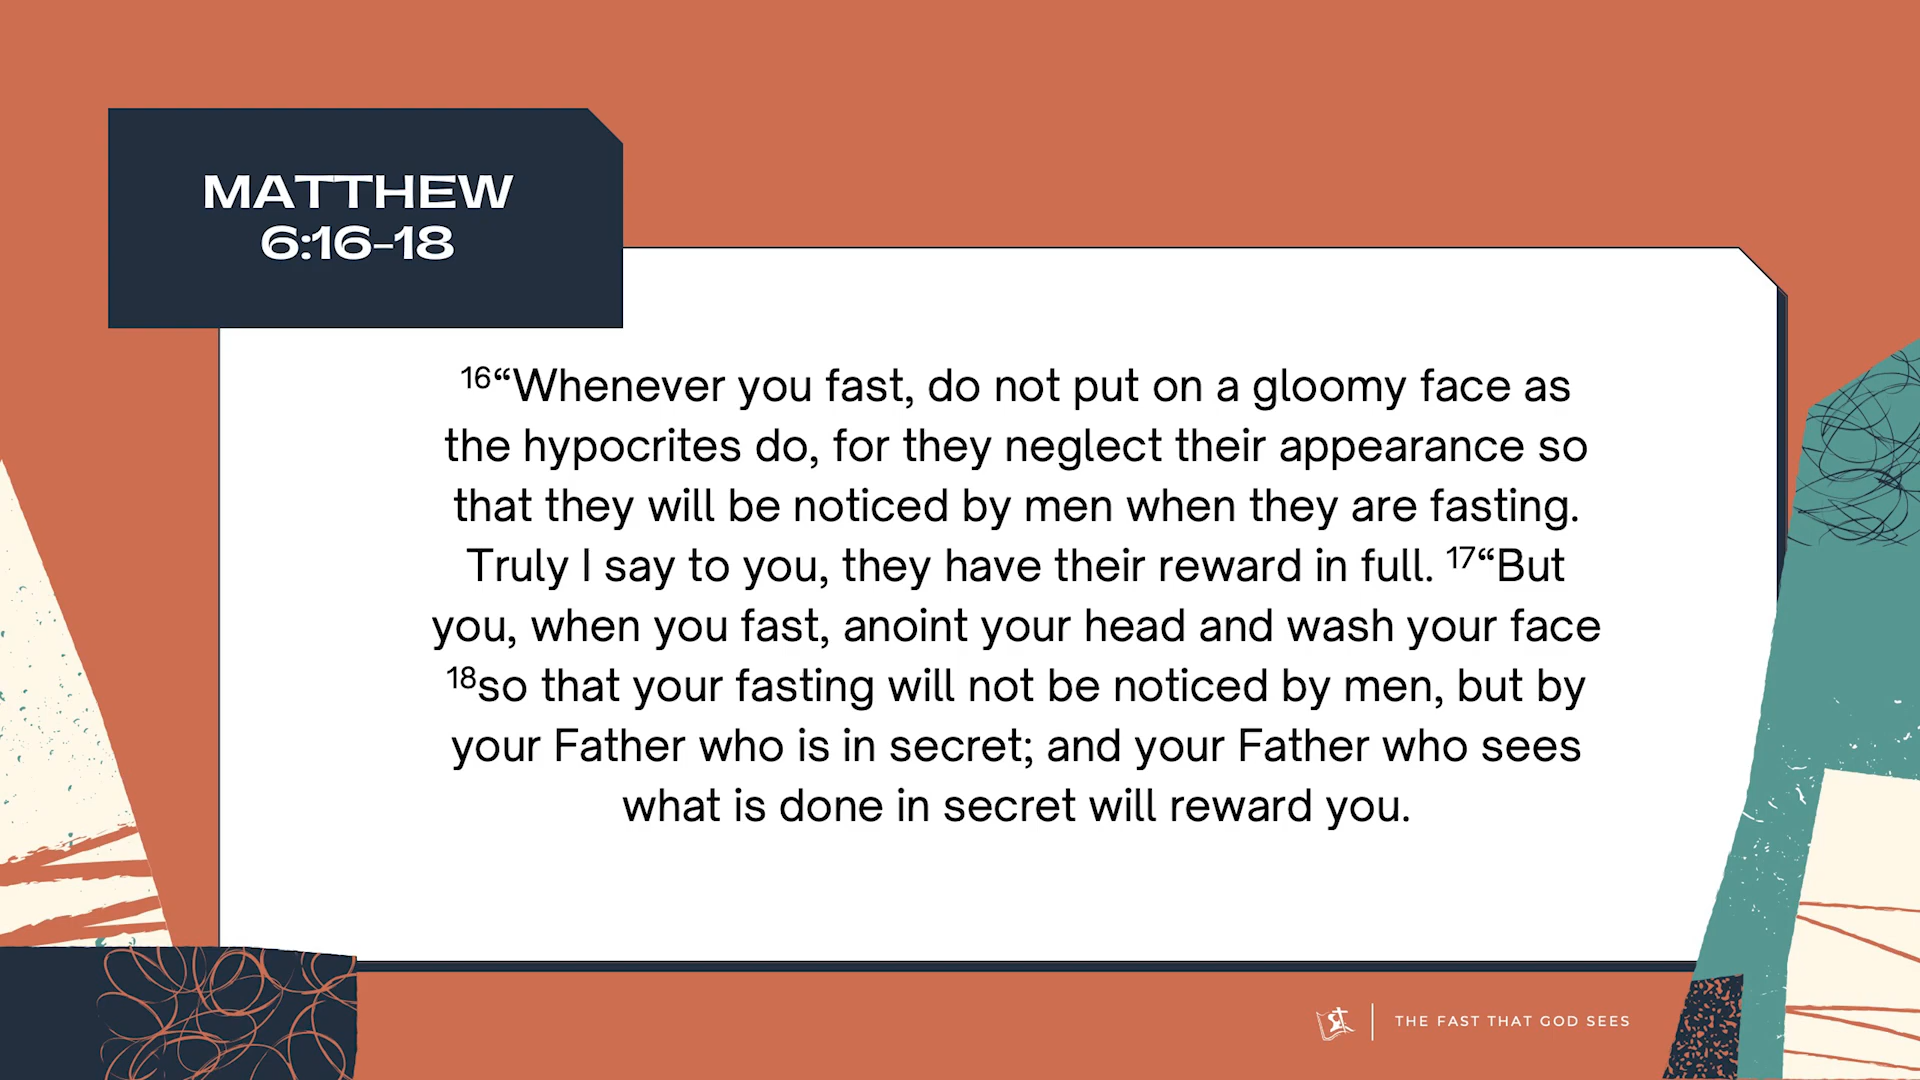 MATTHEW
6:16-18
¹⁶“Whenever you fast, do not put on a gloomy face as
the hypocrites do, for they neglect their appearance so
that they will be noticed by men when they are fasting.
Truly I say to you, they have their reward in full. ¹⁷“But
you, when you fast, anoint your head and wash your face
¹⁸so that your fasting will not be noticed by men, but by
your Father who is in secret; and your Father who sees
what is done in secret will reward you.
THE FAST THAT GOD SEES